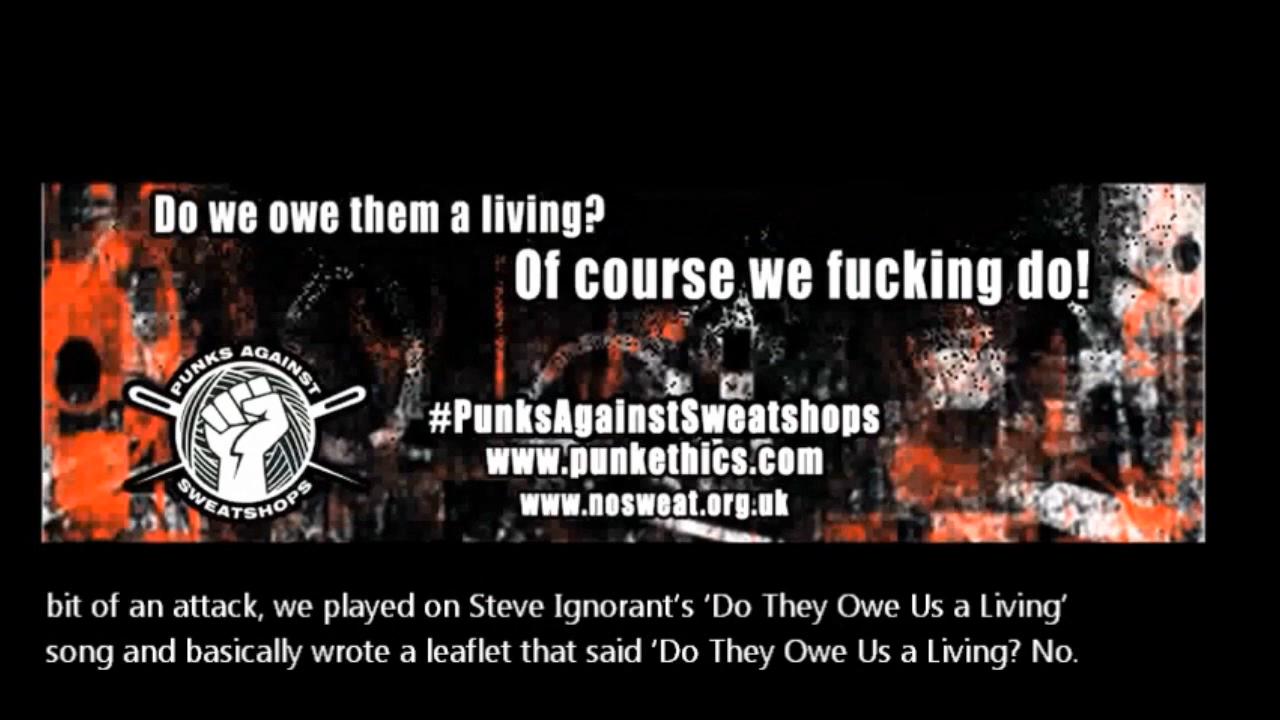 Do we owe them a living?
Of course we fucking do!
PUNKS AGAINST
SWEATSHOPS
#PunksAgainstSweatshops
www.punkethics.com
www.nosweat.org.uk
bit of an attack, we played on Steve Ignorant’s ‘Do They Owe Us a Living’
song and basically wrote a leaflet that said ‘Do They Owe Us a Living? No.